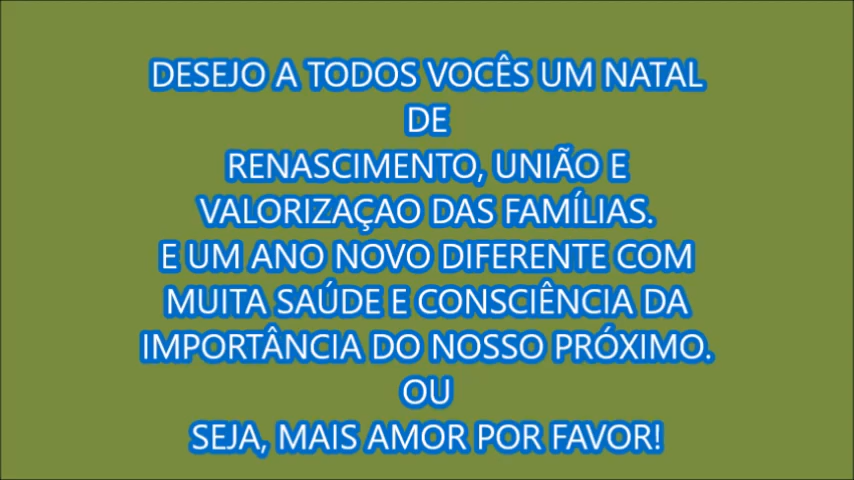 DESEJO A TODOS VOCÊS UM NATAL
DE
RENASCIMENTO, UNIÃO E
VALORIZAÇAO DAS FAMÍLIAS.
E UM ANO NOVO DIFERENTE COM
MUITA SAÚDE E CONSCIÊNCIA DA
IMPORTÂNCIA DO NOSSO PRÓXIMO.
OU
SEJA, MAIS AMOR POR FAVOR!